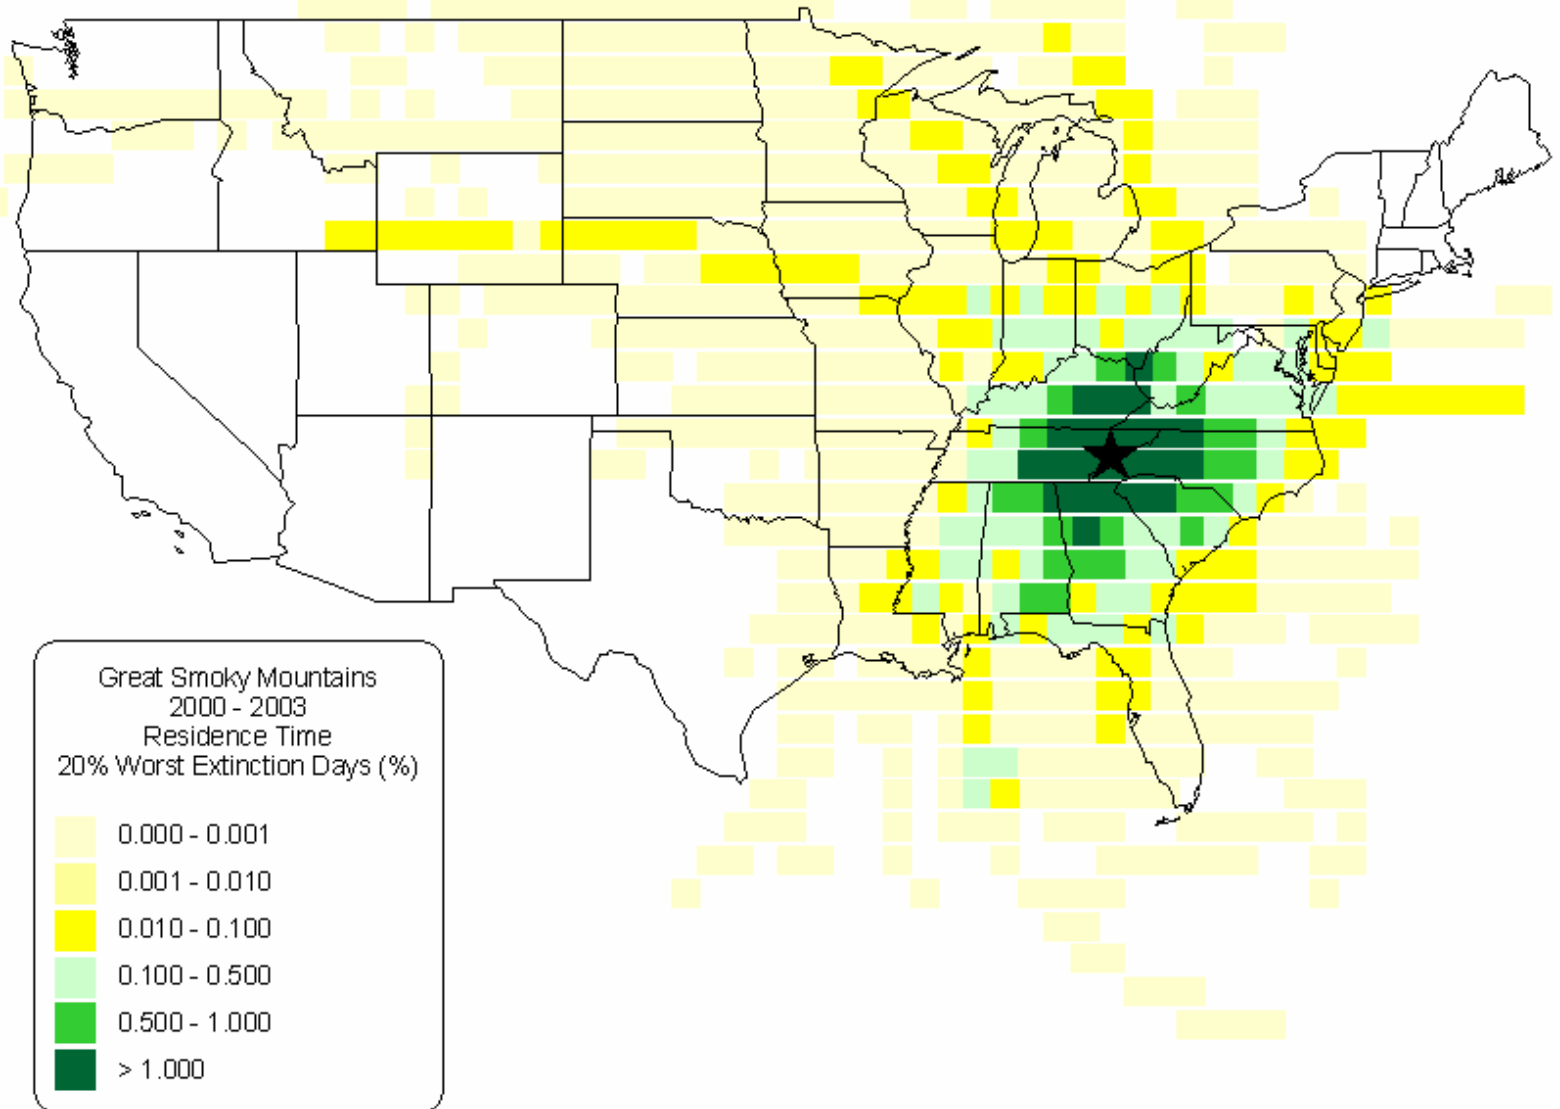 Great Smoky Mountains
2000 - 2003
Residence Time
20% Worst Extinction Days (%)
0.000 - 0.001
0.001 - 0.010
0.010 - 0.100
0.100 - 0.500
0.500 - 1.000
> 1.000